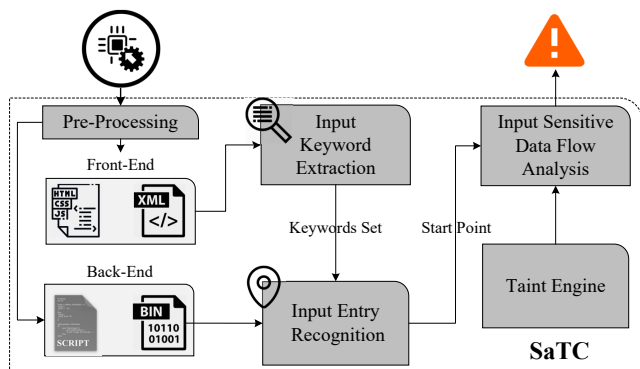 Pre-Processing
Front-End
HTML
CSS
JS
XML
</>
Input
Keyword
Extraction
Input Sensitive
Data Flow
Analysis
Keywords Set
Start Point
Back-End
SCRIPT
BIN
10110
01001
Input Entry
Recognition
Taint Engine
SaTC